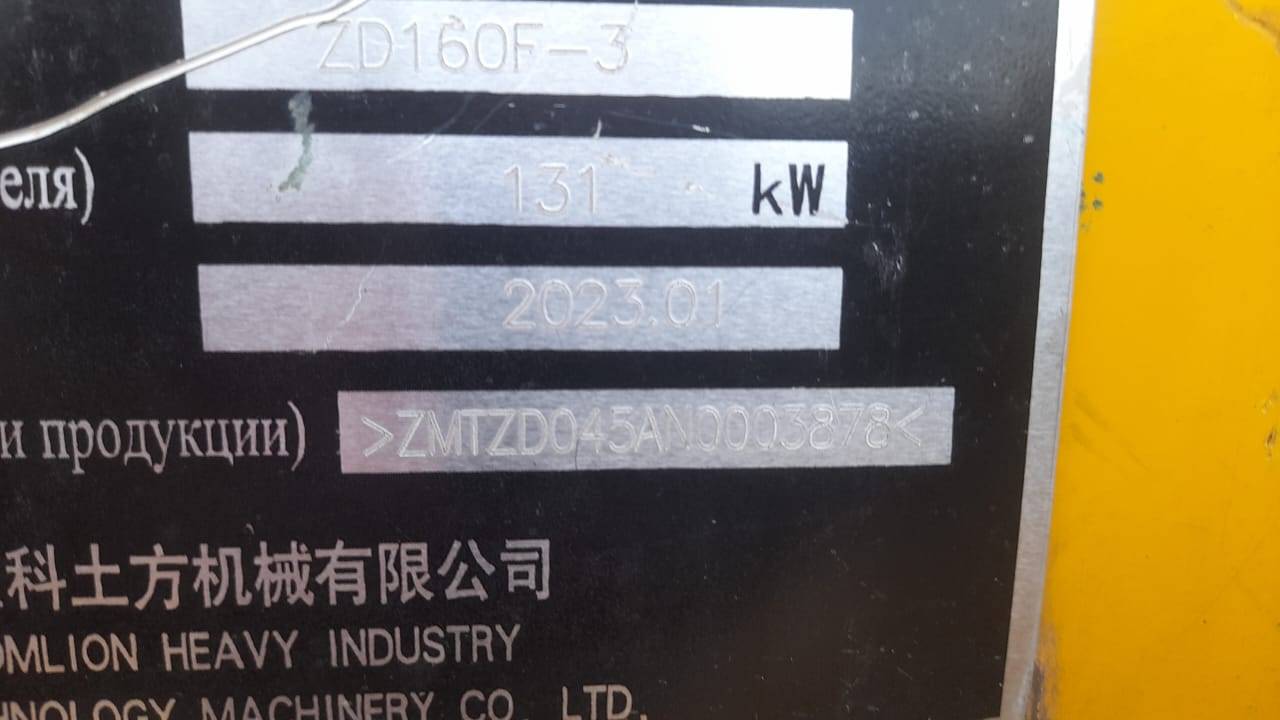 ZD160F-3
еля) 131 kW
2023.01
и продукции) >ZMTZD045AN0003878<
科土方机械有限公司
OMLION HEAVY INDUSTRY
HNOLOGY MACHINERY CO. LTD.